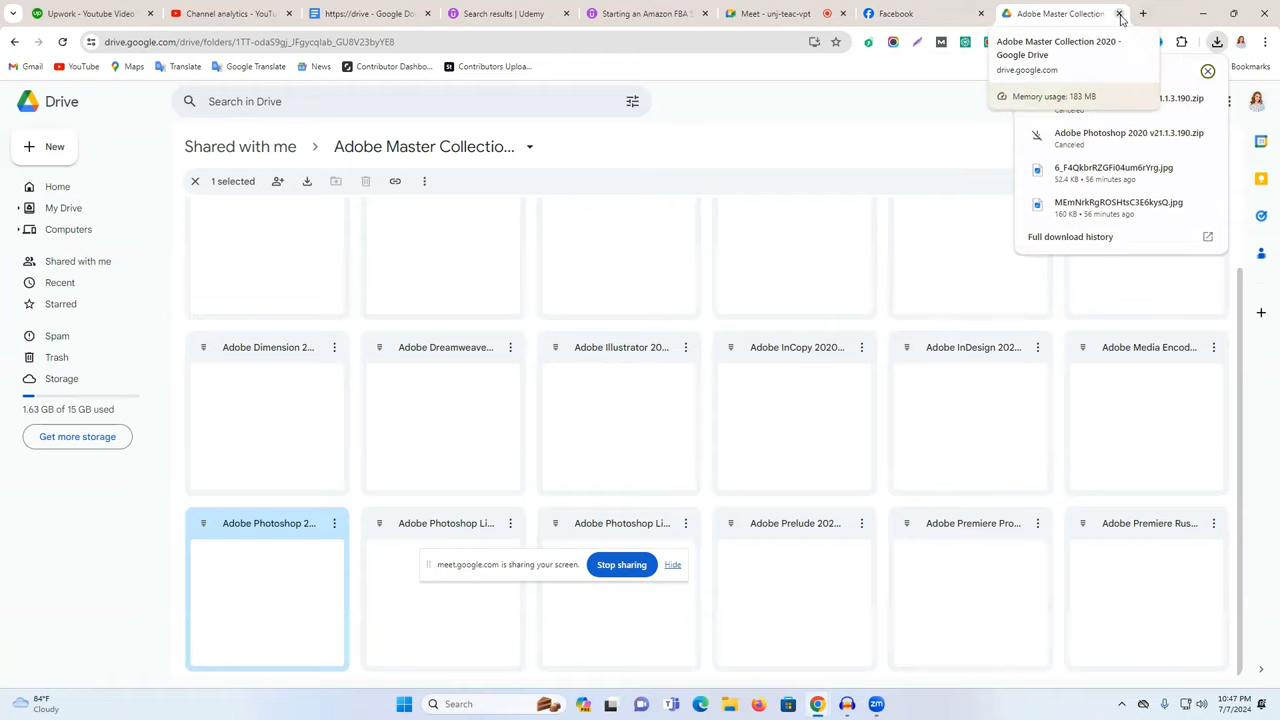 Upwork - Youtube Video
Channel analytics - YouTu
https://drive - Google Do
Search results | Udemy
Starting an Amazon FBA S
Meet - unj-teac-vpt
Facebook
Adobe Master Collection
drive.google.com/drive/folders/1TT-odaS9gj_JFgycqIab_GU8V23byYE8
Gmail
YouTube
Maps
Translate
Google Translate
News
Contributor Dashbo...
Contributors Uploa...
Bookmarks
Adobe Master Collection 2020 -
Google Drive
drive.google.com
Memory usage: 183 MB
1.1.3.190.zip
Canceled
Adobe Photoshop 2020 v21.1.3.190.zip
Canceled
6_F4QkbrRZGFi04um6rYrg.jpg
52.4 KB • 56 minutes ago
MEmNrkRgROSHtsC3E6kysQ.jpg
160 KB • 56 minutes ago
Full download history
Drive
Search in Drive
New
Shared with me
Adobe Master Collectio...
1 selected
Home
My Drive
Computers
Shared with me
Recent
Starred
Spam
Trash
Storage
1.63 GB of 15 GB used
Get more storage
Adobe Dimension 2...
Adobe Dreamweave...
Adobe Illustrator 20...
Adobe InCopy 2020...
Adobe InDesign 202...
Adobe Media Encod...
Adobe Photoshop 2...
Adobe Photoshop Li...
Adobe Photoshop Li...
Adobe Prelude 202...
Adobe Premiere Pro...
Adobe Premiere Rus...
meet.google.com is sharing your screen.
Stop sharing
Hide
84°F
Cloudy
Search
10:47 PM
7/7/2024